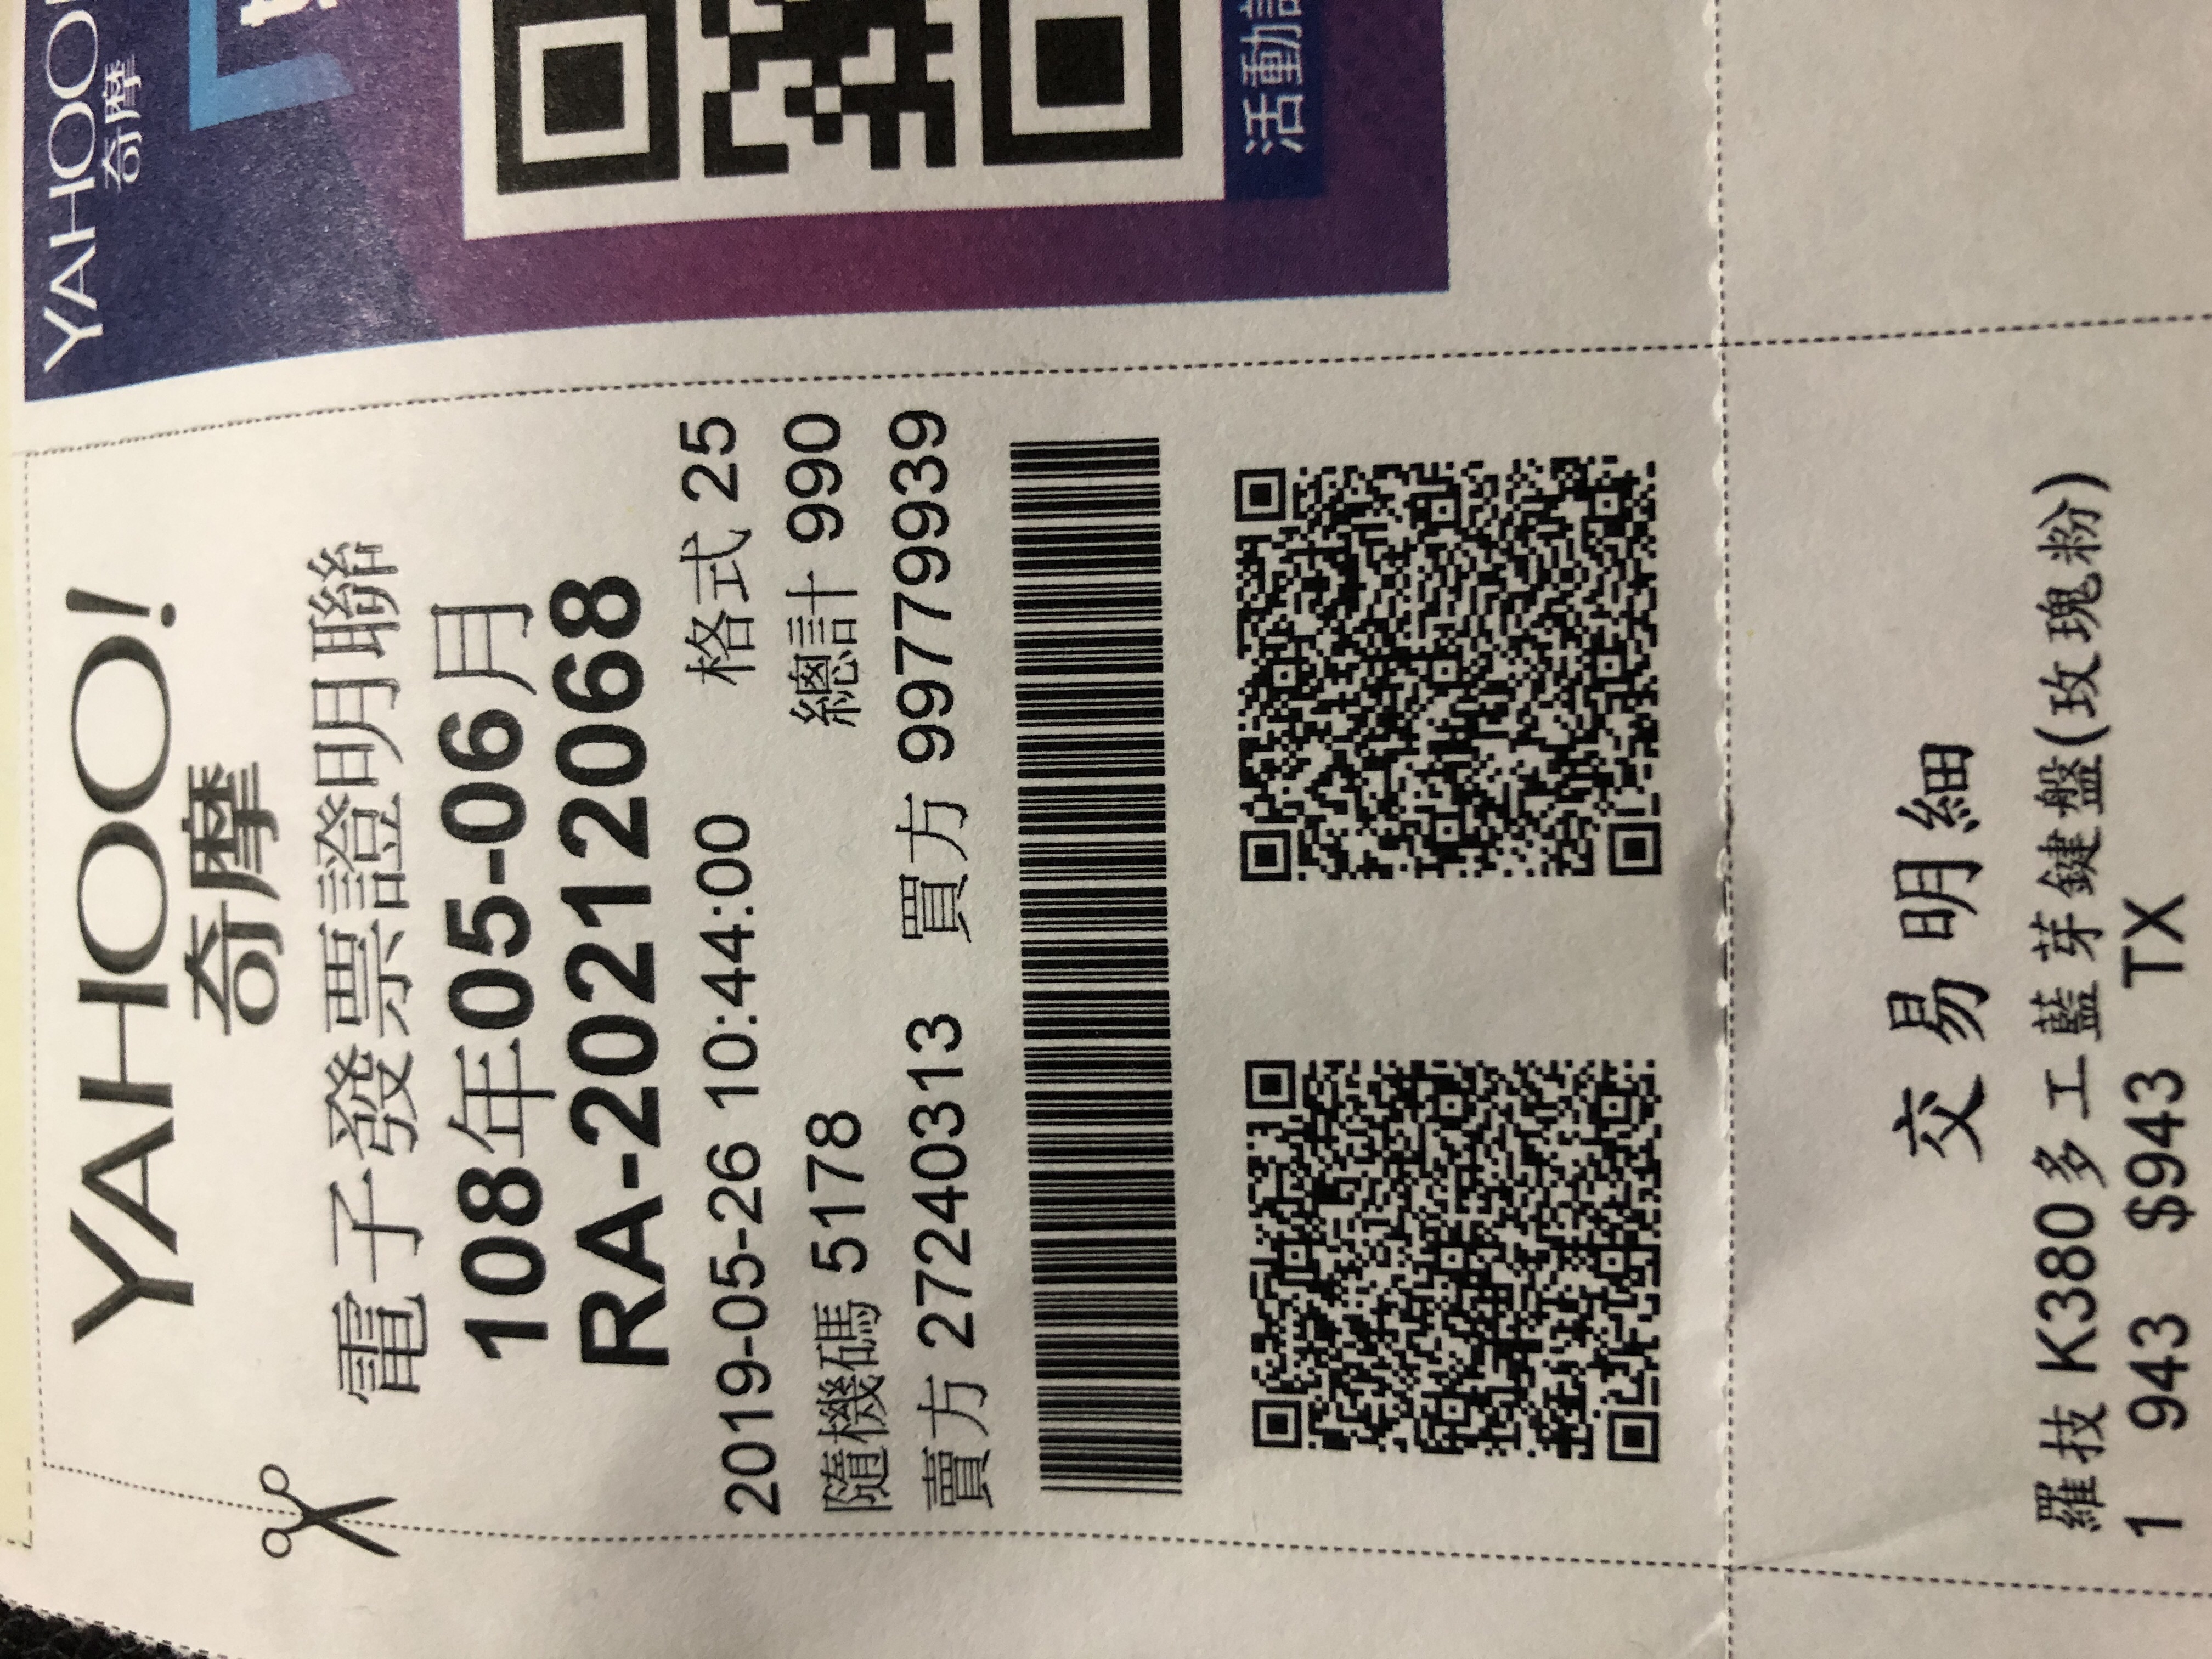 YAHOO!
奇摩
電子發票證明聯
108年05-06月
RA-20212068
2019-05-26 10:44:00 格式 25
隨機碼 5178 總計 990
賣方 27240313 買方 99779939
交易明細
羅技 K380多工藍芽鍵盤(玫瑰粉)
1 943 $943 TX
YAHOO!
奇摩
活動